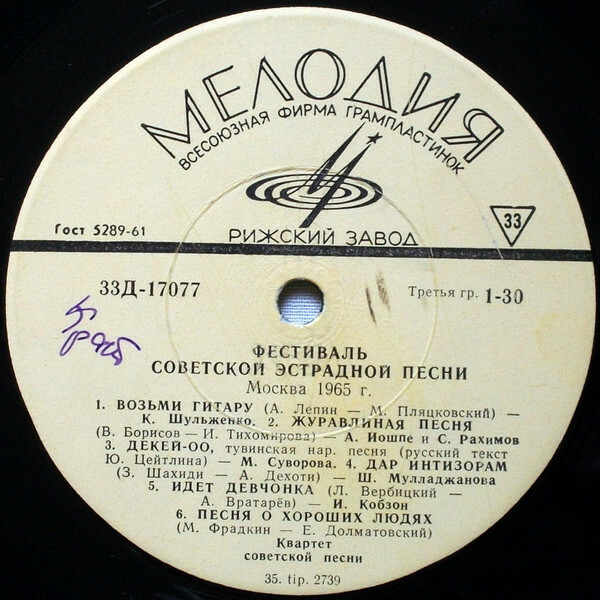 МЕЛОДИЯ
ВСЕСОЮЗНАЯ ФИРМА ГРАМПЛАСТИНОК
РИЖСКИЙ ЗАВОД
Гост 5289-61
33
33Д-17077
Третья гр. 1-30
ФЕСТИВАЛЬ
СОВЕТСКОЙ ЭСТРАДНОЙ ПЕСНИ
Москва 1965 г.
1. ВОЗЬМИ ГИТАРУ (А. Лепин — М. Пляцковский) —
К. Шульженко. 2. ЖУРАВЛИНАЯ ПЕСНЯ
(В. Борисов — И. Тихомирова) — А. Иошпе и С. Рахимов
3. ДЕКЕЙ-ОО, тувинская нар. песня (русский текст
Ю. Цейтлина) — М. Суворова. 4. ДАР ИНТИЗОРАМ
(З. Шахиди — А. Дехоти) — Ш. Мулладжанова
5. ИДЕТ ДЕВЧОНКА (Л. Вербицкий —
А. Вратарёв) — И. Кобзон
6. ПЕСНЯ О ХОРОШИХ ЛЮДЯХ
(М. Фрадкин — Е. Долматовский)
Квартет
советской песни
35. tip. 2739